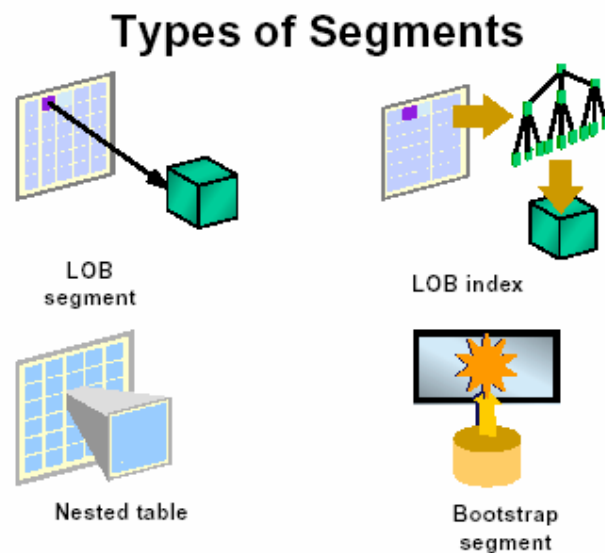 Types of Segments
LOB
segment
LOB index
Nested table
Bootstrap
segment